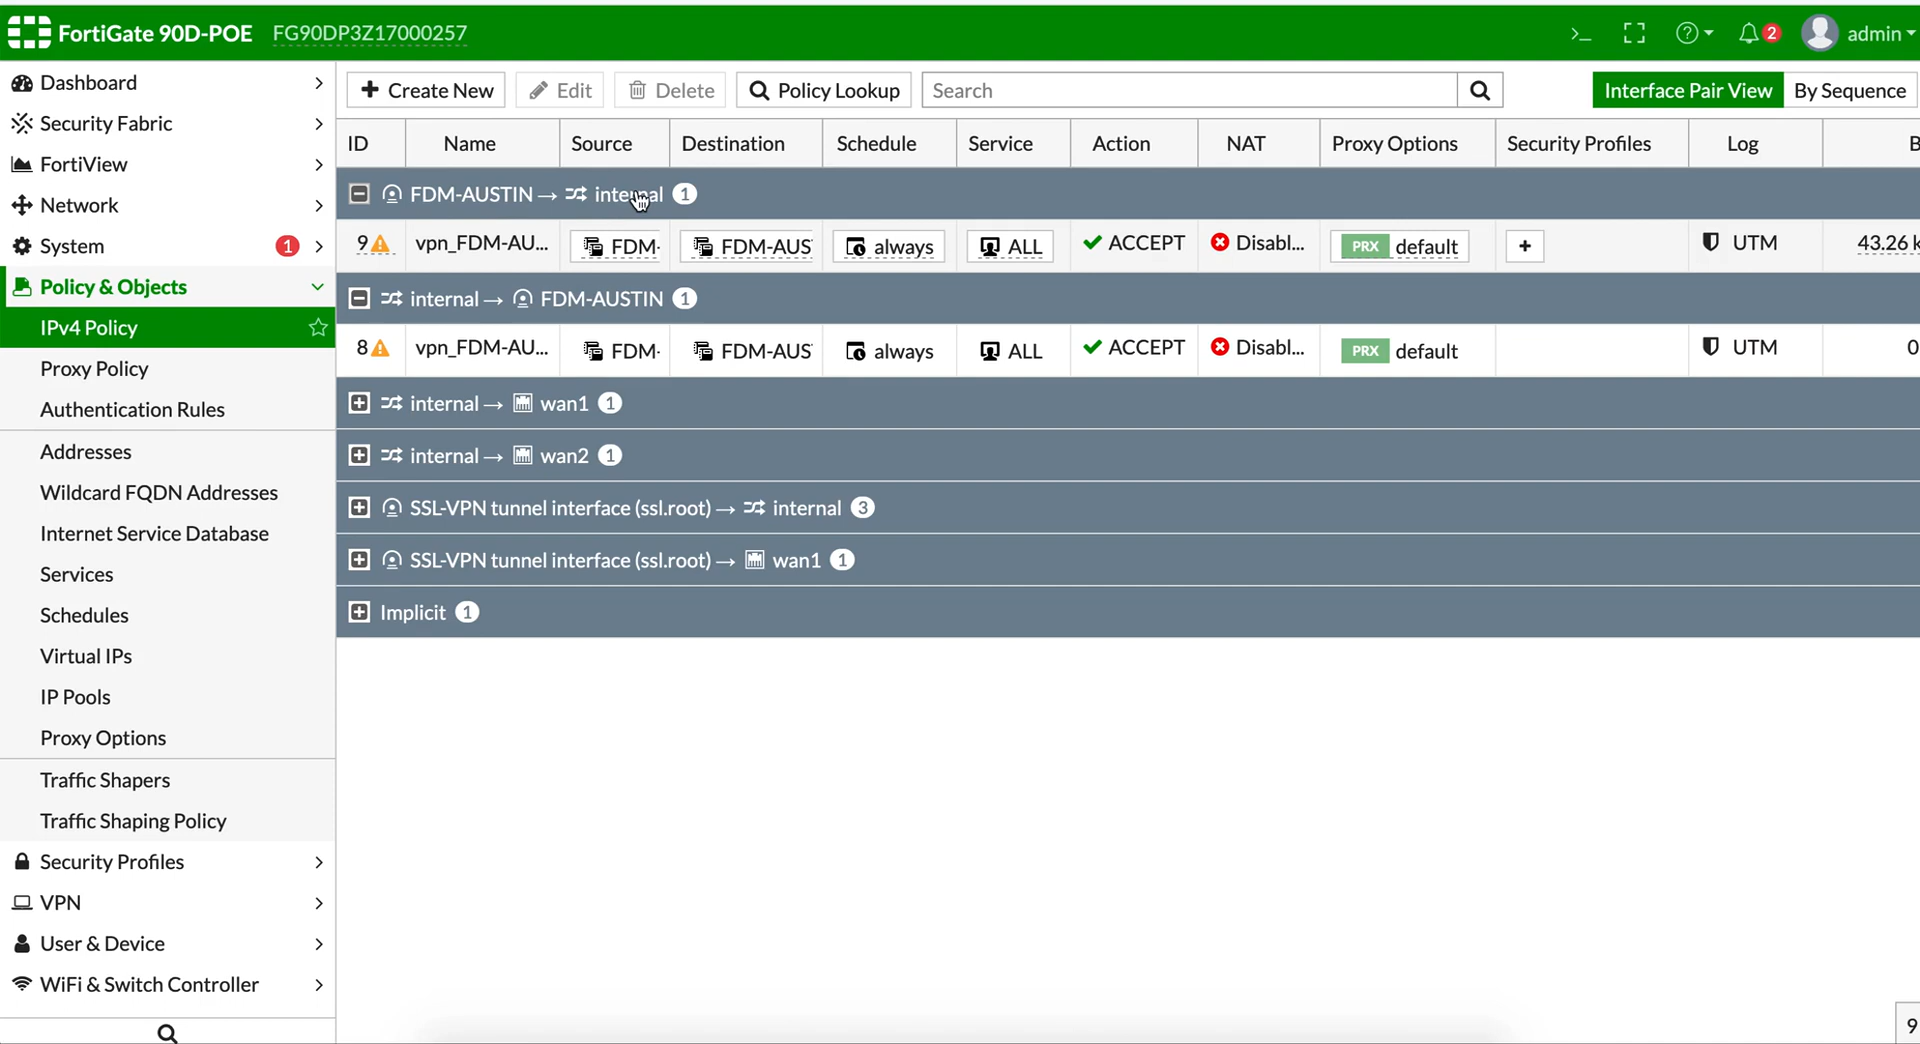 FortiGate 90D-POE FG90DP3Z17000257 >_ ? 2 admin
Dashboard
Security Fabric
FortiView
Network
System 1
Policy & Objects
IPv4 Policy
Proxy Policy
Authentication Rules
Addresses
Wildcard FQDN Addresses
Internet Service Database
Services
Schedules
Virtual IPs
IP Pools
Proxy Options
Traffic Shapers
Traffic Shaping Policy
Security Profiles
VPN
User & Device
WiFi & Switch Controller
+ Create New Edit Delete Policy Lookup Search Interface Pair View By Sequence
ID Name Source Destination Schedule Service Action NAT Proxy Options Security Profiles Log B
FDM-AUSTIN → internal 1
9 vpn_FDM-AU... FDM- FDM-AUS always ALL ACCEPT Disabl... PRX default + UTM 43.26 k
internal → FDM-AUSTIN 1
8 vpn_FDM-AU... FDM- FDM-AUS always ALL ACCEPT Disabl... PRX default UTM 0
internal → wan1 1
internal → wan2 1
SSL-VPN tunnel interface (ssl.root) → internal 3
SSL-VPN tunnel interface (ssl.root) → wan1 1
Implicit 1
9